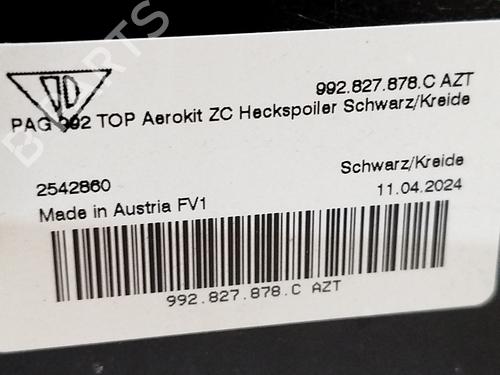 992.827.878.C AZT
PAG 992 TOP Aerokit ZC Heckspoiler Schwarz/Kreide
2542860
Schwarz/Kreide
Made in Austria FV1
11.04.2024
992.827.878.C AZT